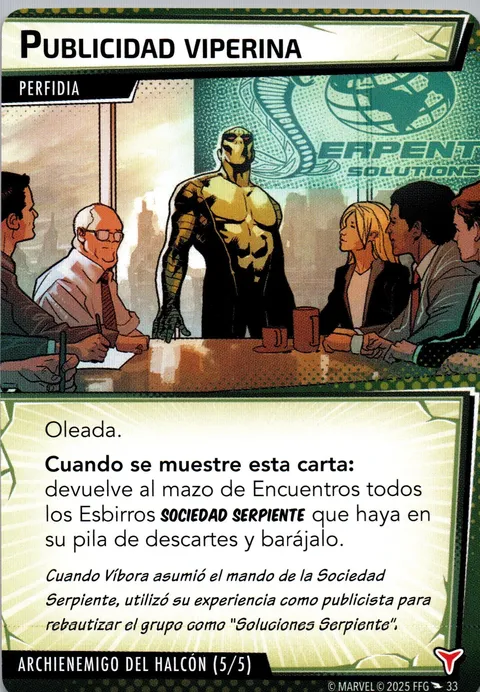 PUBLICIDAD VIPERINA
PERFIDIA
SERPENT
SOLUTIONS
Oleada.
Cuando se muestre esta carta:
devuelve al mazo de Encuentros todos
los Esbirros SOCIEDAD SERPIENTE que haya en
su pila de descartes y barájalo.
Cuando Víbora asumió el mando de la Sociedad
Serpiente, utilizó su experiencia como publicista para
rebautizar el grupo como "Soluciones Serpiente".
ARCHIENEMIGO DEL HALCÓN (5/5)
© MARVEL © 2025 FFG 33